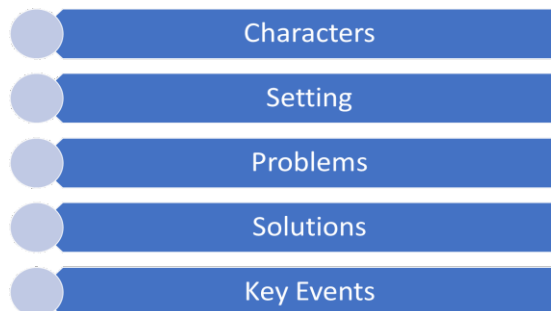 Characters
Setting
Problems
Solutions
Key Events